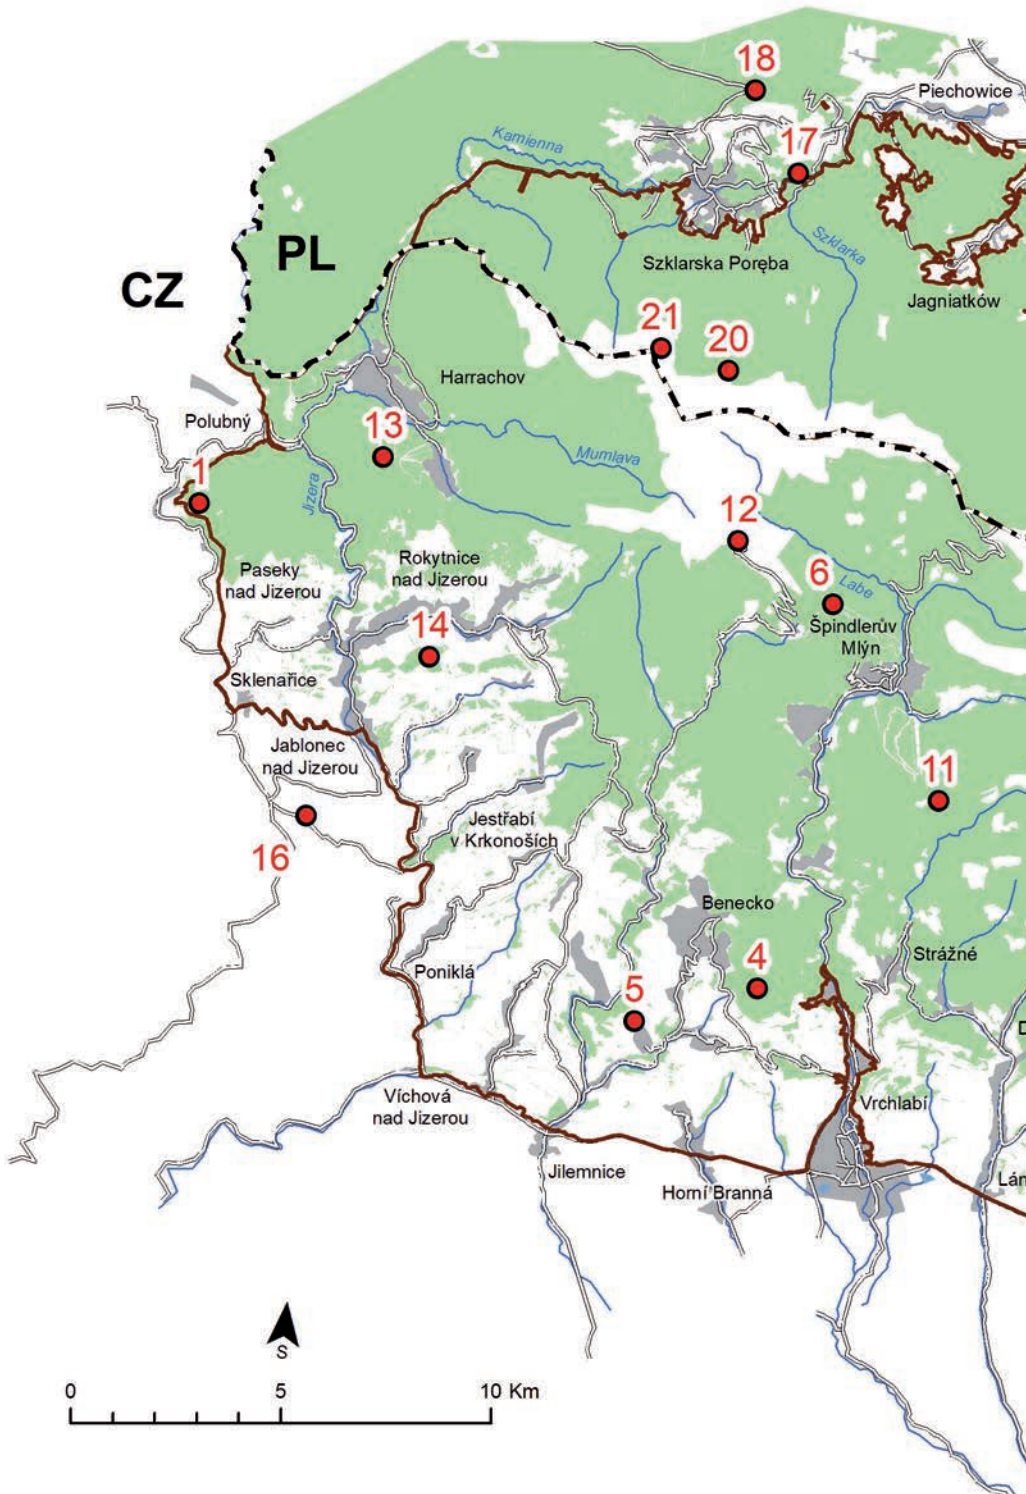 18
Piechowice
Kamienna
17
PL
Szklarka
CZ
Szklarska Poręba
Jagniatków
21
20
Harrachov
Polubný
13
Mumlava
1
Jizera
12
Rokytnice
nad Jizerou
Paseky
nad Jizerou
6
Labe
Špindlerův
Mlýn
14
Sklenařice
Jablonec
nad Jizerou
11
Jestřabí
v Krkonoších
16
Benecko
Strážné
Poniklá
4
5
D
Víchová
nad Jizerou
Vrchlabí
Jilemnice
Horní Branná
Lán
S
0 5 10 Km